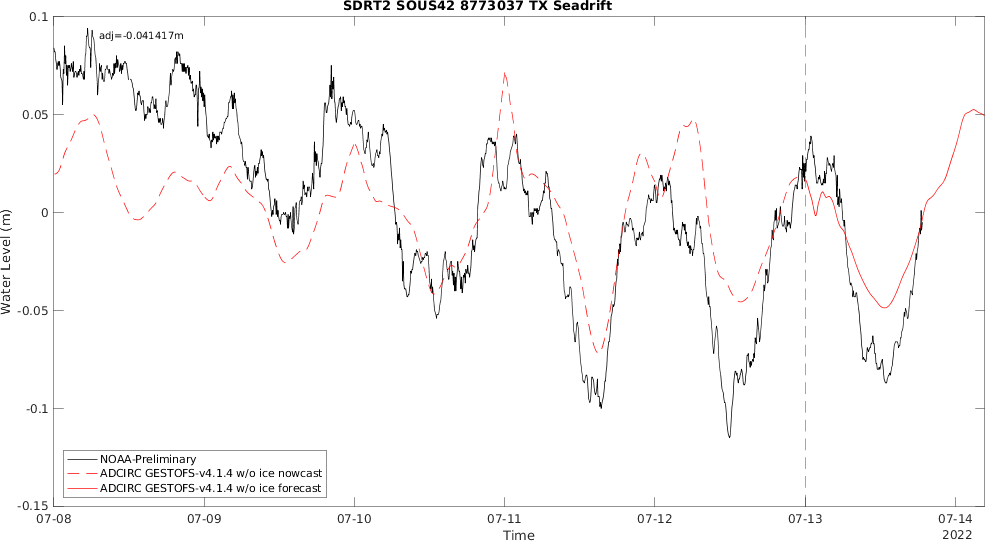 SDRT2 SOUS42 8773037 TX Seadrift
adj=-0.041417m
0.1
0.05
0
-0.05
-0.1
-0.15
Water Level (m)
NOAA-Preliminary
ADCIRC GESTOFS-v4.1.4 w/o ice nowcast
ADCIRC GESTOFS-v4.1.4 w/o ice forecast
07-08 07-09 07-10 07-11 07-12 07-13 07-14
Time
2022